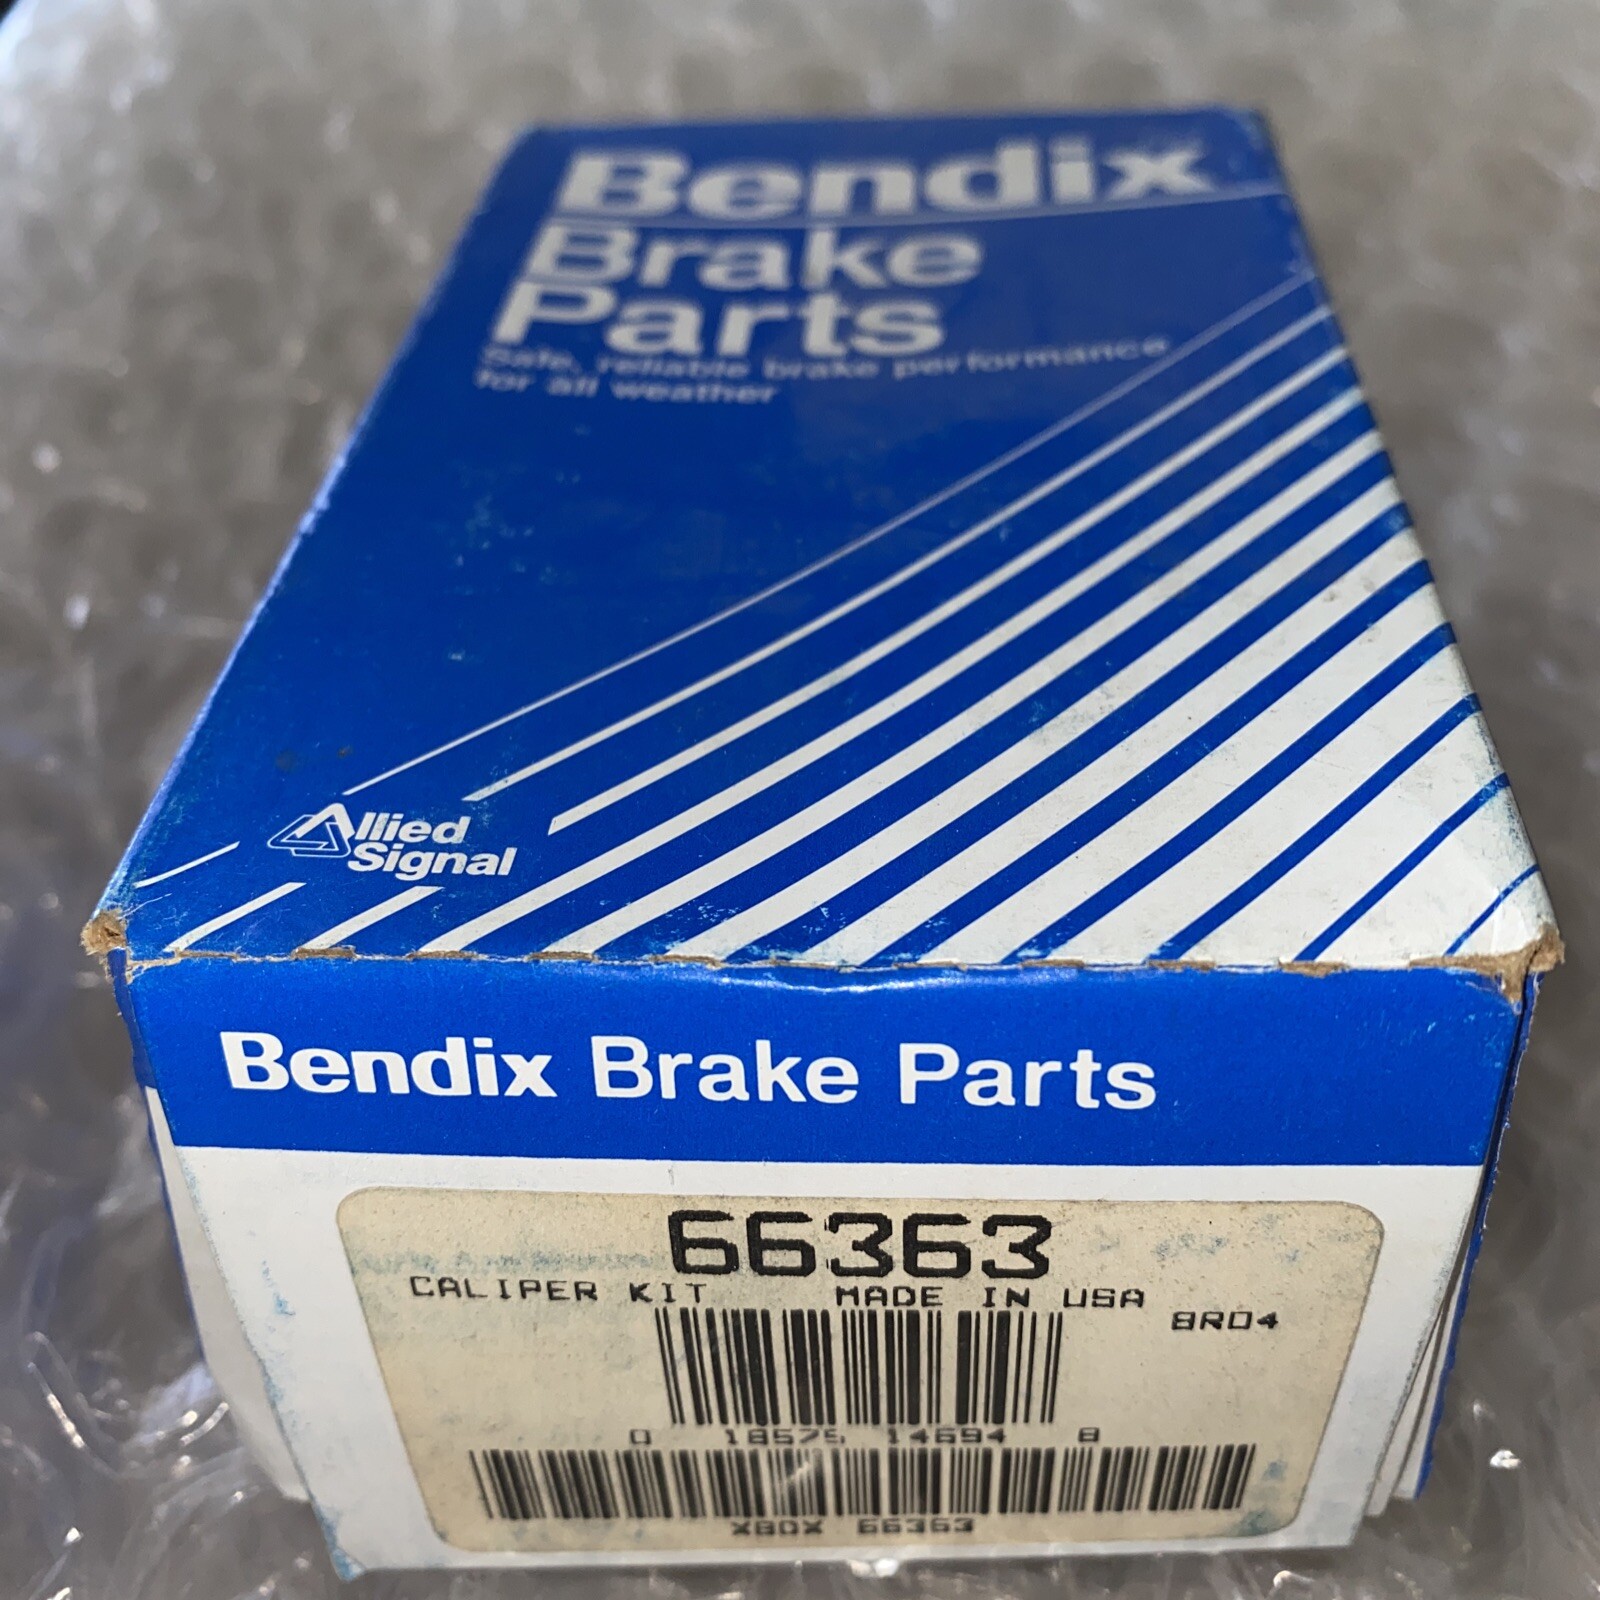 Bendix
Brake
Parts
Safe, reliable brake performance
for all weather
Allied
Signal
Bendix Brake Parts
66363
CALIPER KIT MADE IN USA
8R04
0 18575 14694 8
XBOX 66363